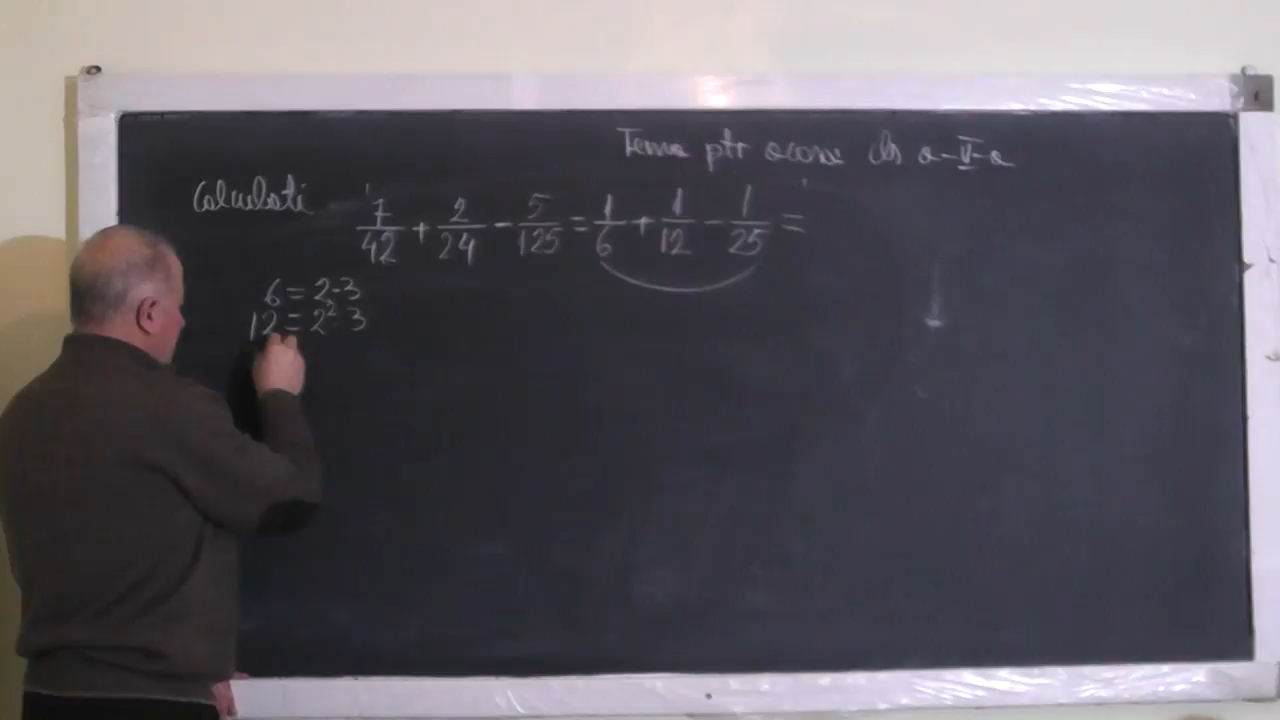 Tema ptr acasa cls a-V-a
Calculati 7/42 + 2/24 - 5/125 = 1/6 + 1/12 - 1/25 =
6 = 2·3
12 = 2²·3